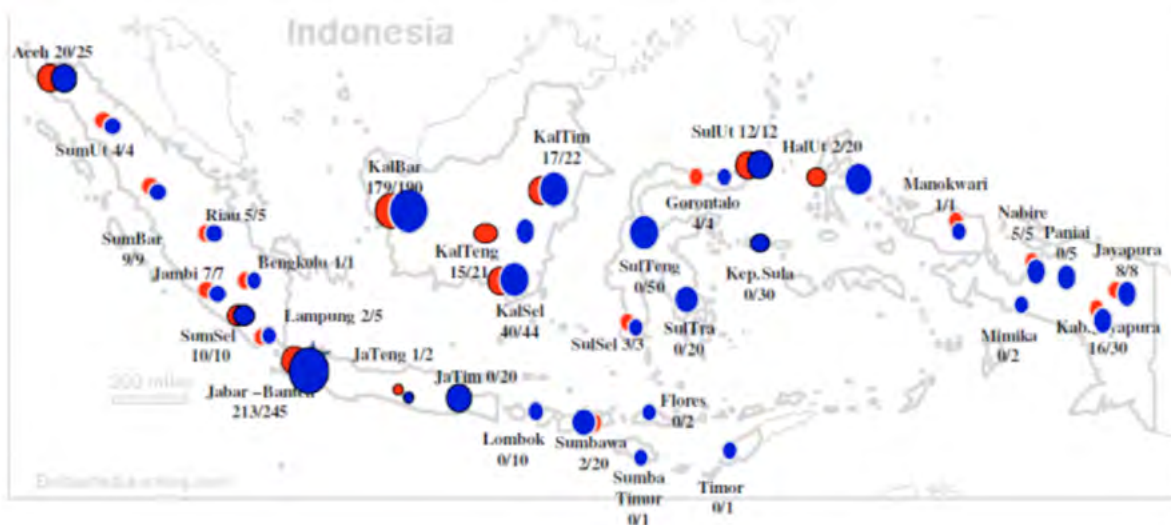 Indonesia
Aceh 20/25
SumUt 4/4
SumBar
9/9
Riau 5/5
Jambi 7/7
Bengkolu 4/1
SumSel
10/10
Lampung 2/5
Jabar –Banten
213/245
JaTeng 1/2
JaTim 0/20
KalBar
179/190
KalTeng
15/21
KalTim
17/22
KalSel
40/44
SulUt 12/12
Gorontalo
4/4
HalUt 2/20
SulTeng
0/50
Kep.Sula
0/30
SulTra
0/20
SulSel 3/3
Lombok
0/10
Sumbawa
2/20
Flores
0/2
Sumba
Timur
0/1
Timor
0/1
Manokwari
1/1
Nabire
5/5
Paniai
0/5
Jayapura
8/8
Mimika
0/2
Kab.Jayapura
16/30
200 miles